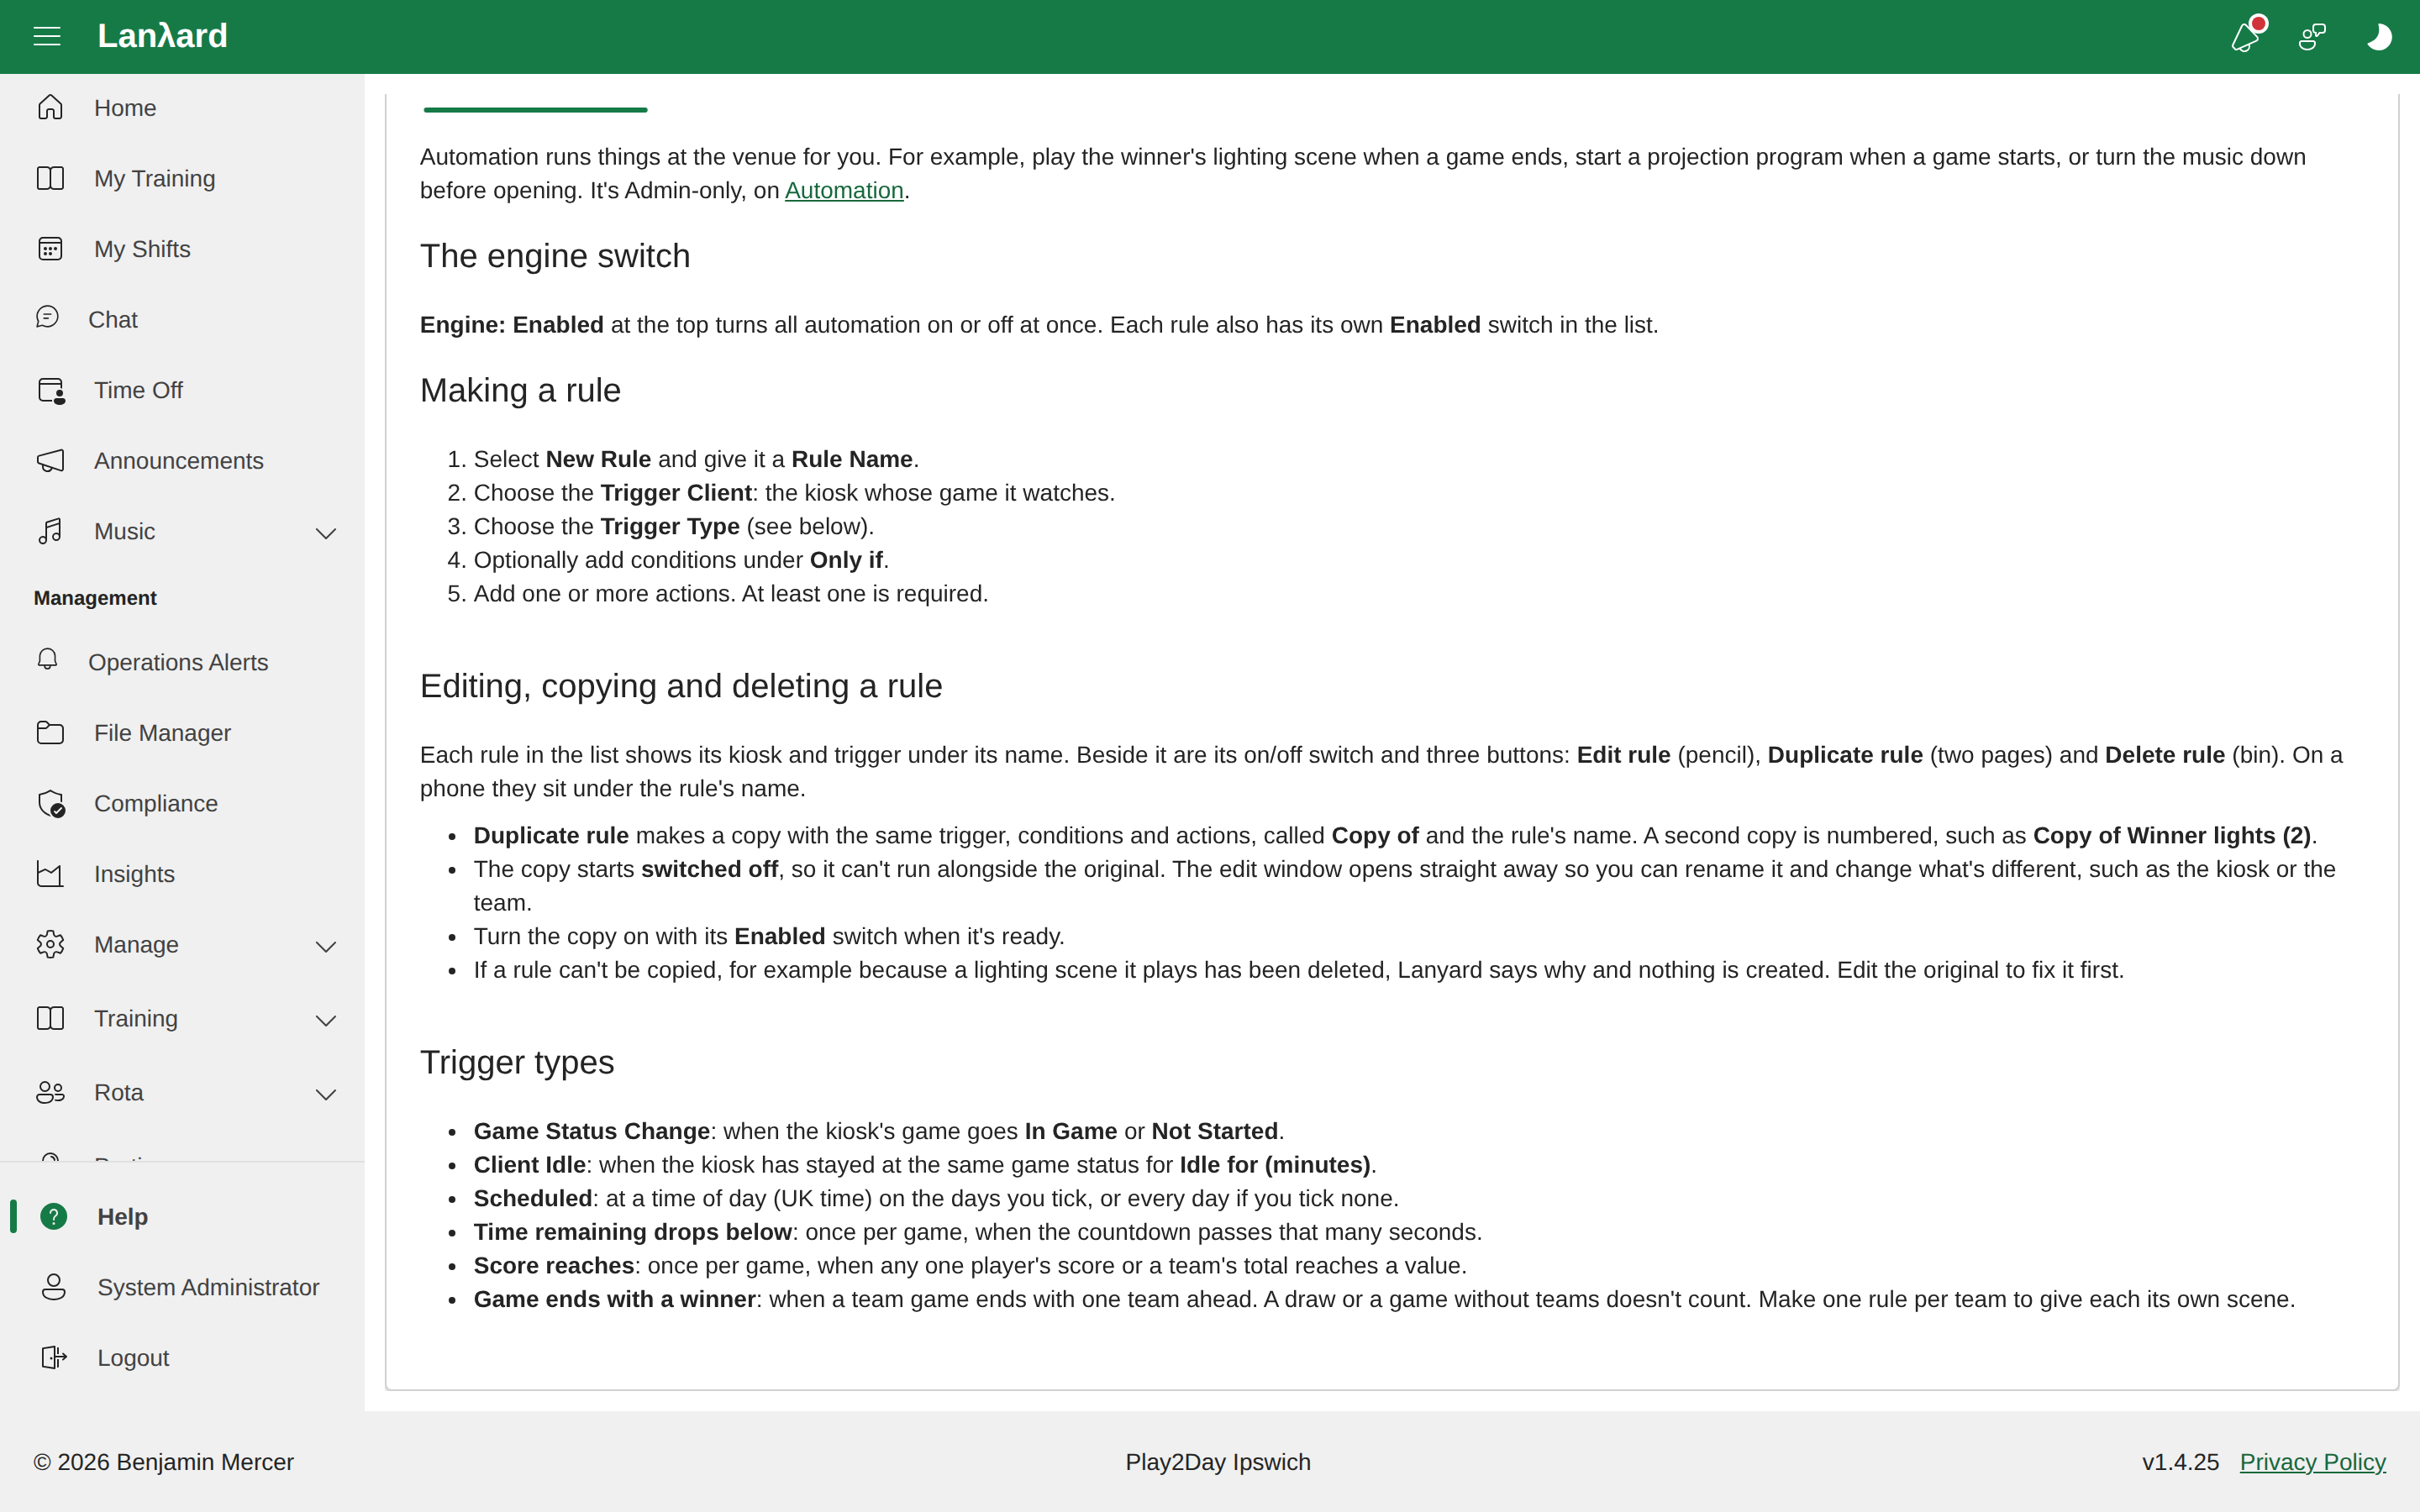 Lanλard
Home
My Training
My Shifts
Chat
Time Off
Announcements
Music
Management
Operations Alerts
File Manager
Compliance
Insights
Manage
Training
Rota
Help
System Administrator
Logout
Automation runs things at the venue for you. For example, play the winner's lighting scene when a game ends, start a projection program when a game starts, or turn the music down
before opening. It's Admin-only, on Automation.
The engine switch
Engine: Enabled at the top turns all automation on or off at once. Each rule also has its own Enabled switch in the list.
Making a rule
1. Select New Rule and give it a Rule Name.
2. Choose the Trigger Client: the kiosk whose game it watches.
3. Choose the Trigger Type (see below).
4. Optionally add conditions under Only if.
5. Add one or more actions. At least one is required.
Editing, copying and deleting a rule
Each rule in the list shows its kiosk and trigger under its name. Beside it are its on/off switch and three buttons: Edit rule (pencil), Duplicate rule (two pages) and Delete rule (bin). On a
phone they sit under the rule's name.
• Duplicate rule makes a copy with the same trigger, conditions and actions, called Copy of and the rule's name. A second copy is numbered, such as Copy of Winner lights (2).
• The copy starts switched off, so it can't run alongside the original. The edit window opens straight away so you can rename it and change what's different, such as the kiosk or the
team.
• Turn the copy on with its Enabled switch when it's ready.
• If a rule can't be copied, for example because a lighting scene it plays has been deleted, Lanyard says why and nothing is created. Edit the original to fix it first.
Trigger types
• Game Status Change: when the kiosk's game goes In Game or Not Started.
• Client Idle: when the kiosk has stayed at the same game status for Idle for (minutes).
• Scheduled: at a time of day (UK time) on the days you tick, or every day if you tick none.
• Time remaining drops below: once per game, when the countdown passes that many seconds.
• Score reaches: once per game, when any one player's score or a team's total reaches a value.
• Game ends with a winner: when a team game ends with one team ahead. A draw or a game without teams doesn't count. Make one rule per team to give each its own scene.
© 2026 Benjamin Mercer
Play2Day Ipswich
v1.4.25 Privacy Policy